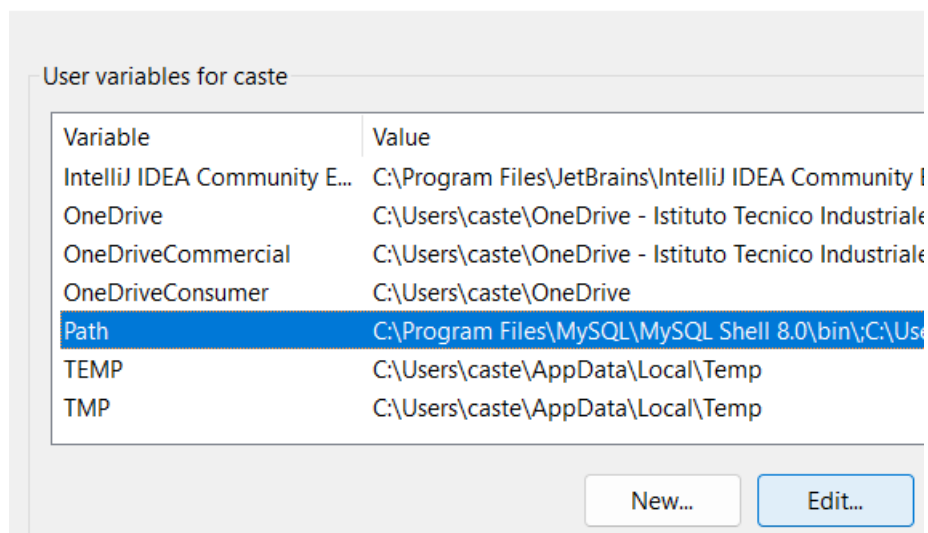 User variables for caste
Variable Value
IntelliJ IDEA Community E... C:\Program Files\JetBrains\IntelliJ IDEA Community
OneDrive C:\Users\caste\OneDrive - Istituto Tecnico Industriale
OneDriveCommercial C:\Users\caste\OneDrive - Istituto Tecnico Industriale
OneDriveConsumer C:\Users\caste\OneDrive
Path C:\Program Files\MySQL\MySQL Shell 8.0\bin\;C:\Use
TEMP C:\Users\caste\AppData\Local\Temp
TMP C:\Users\caste\AppData\Local\Temp
New... Edit...